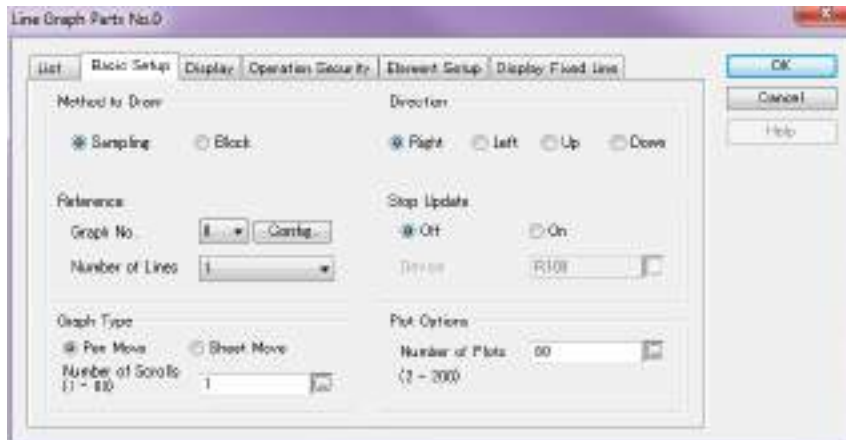 Line Graph Parts No.0
List Basic Setup Display Operation Security Element Setup Display Fixed Line
OK
Cancel
Help
Method to Draw
Sampling Block
Direction
Right Left Up Down
Reference
Graph No.
Config...
Number of Lines 1
Stop Update
Off On
Device R100
Graph Type
Pen Move Sheet Move
Number of Scrolls 1
Plot Options
Number of Plots 60
(2 - 200)